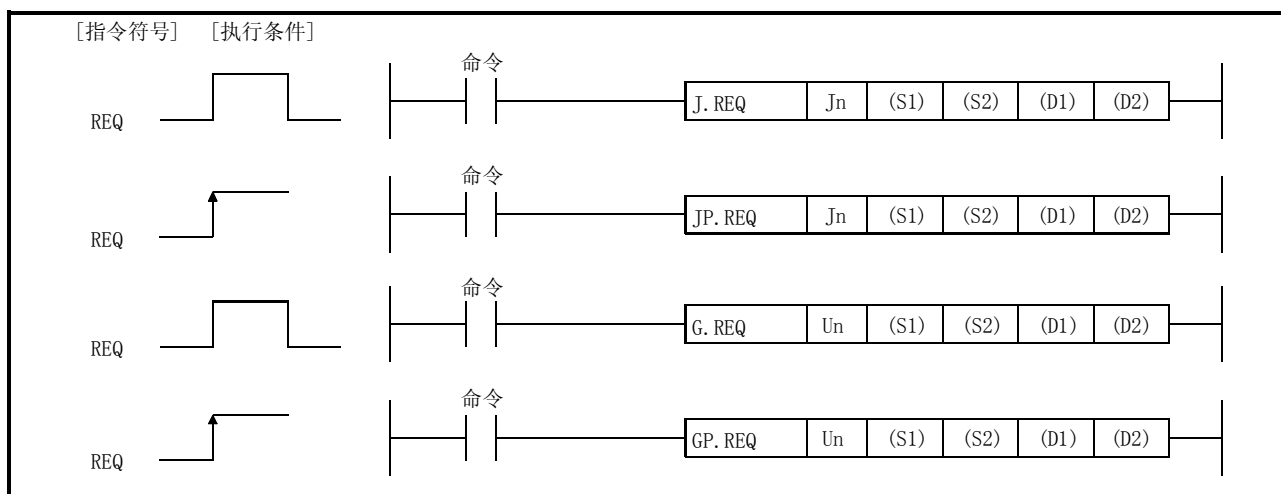 [指令符号] [执行条件]
命令
REQ
J.REQ Jn (S1) (S2) (D1) (D2)
命令
REQ
JP.REQ Jn (S1) (S2) (D1) (D2)
命令
REQ
G.REQ Un (S1) (S2) (D1) (D2)
命令
REQ
GP.REQ Un (S1) (S2) (D1) (D2)